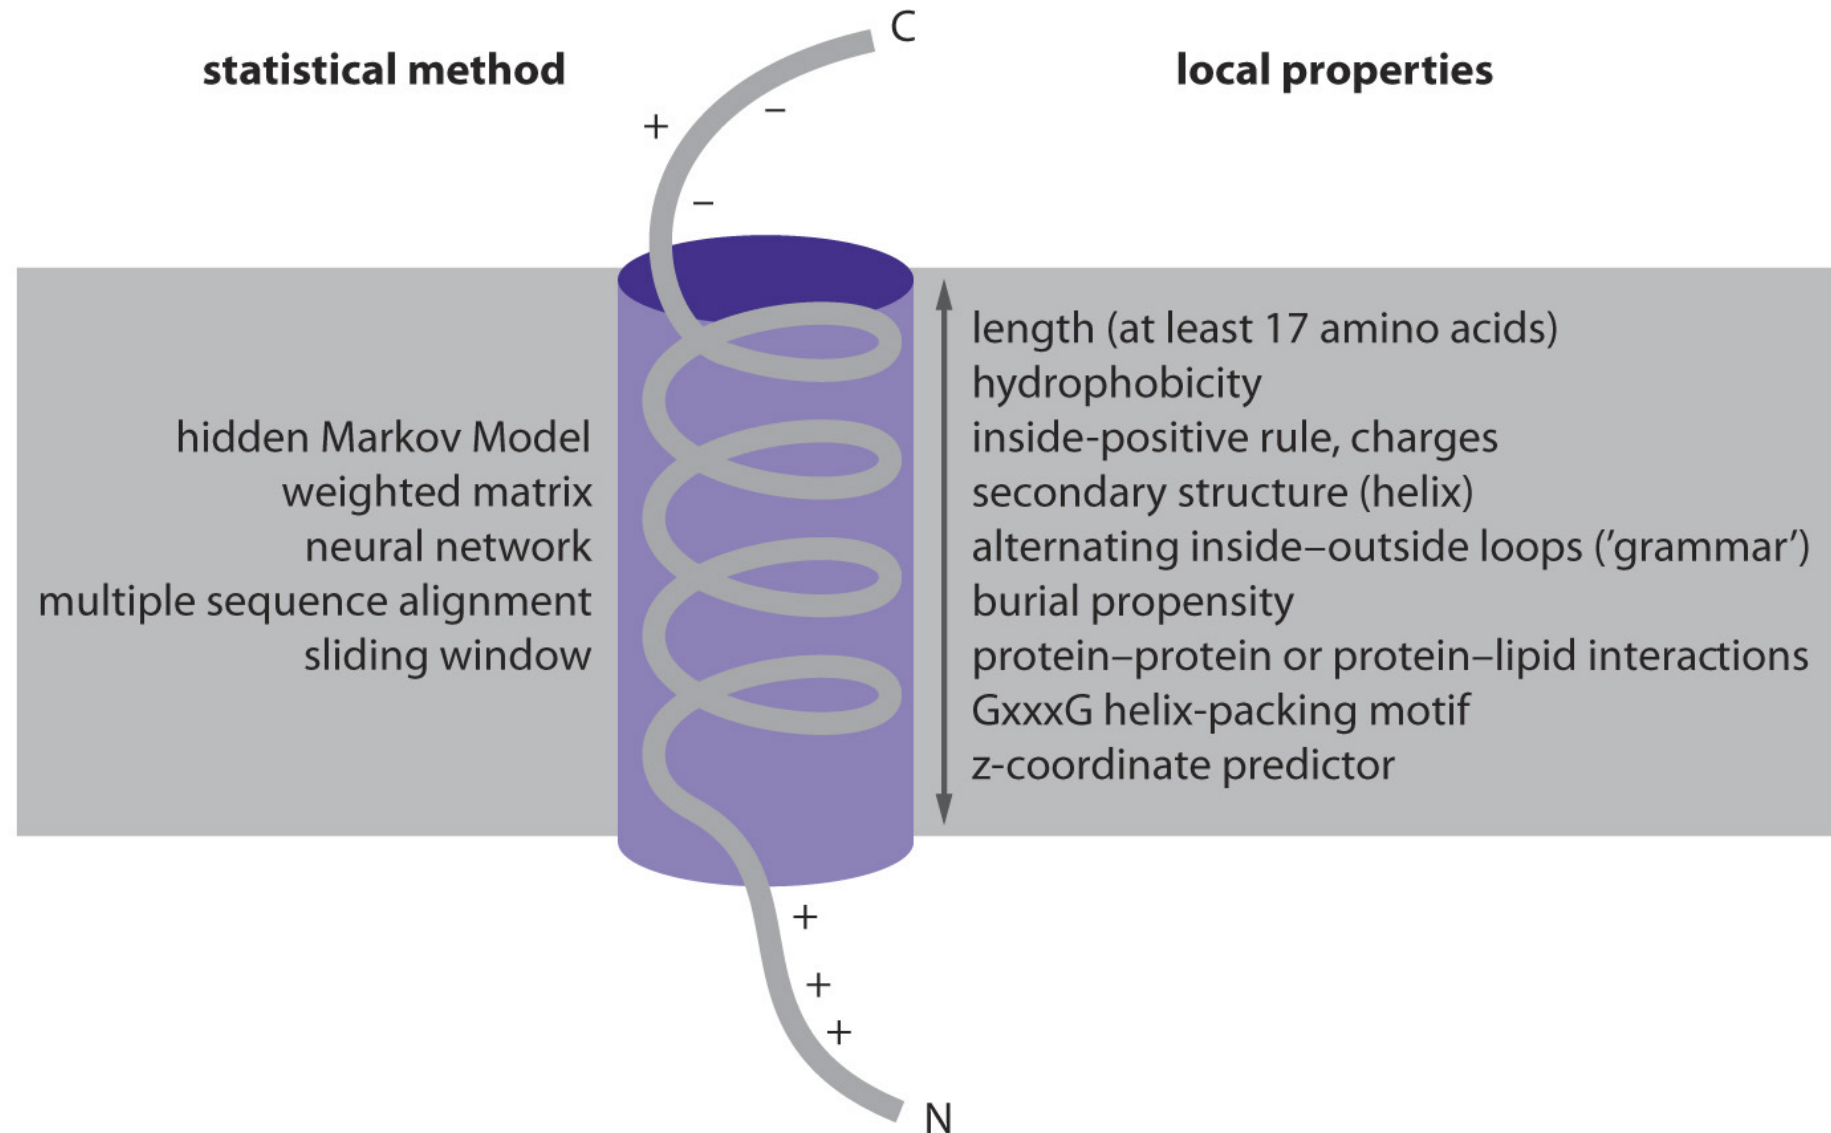 C
statistical method
local properties
+
−
−
length (at least 17 amino acids)
hydrophobicity
inside-positive rule, charges
secondary structure (helix)
alternating inside–outside loops (’grammar’)
burial propensity
protein–protein or protein–lipid interactions
GxxxG helix-packing motif
z-coordinate predictor
hidden Markov Model
weighted matrix
neural network
multiple sequence alignment
sliding window
+
+
+
N